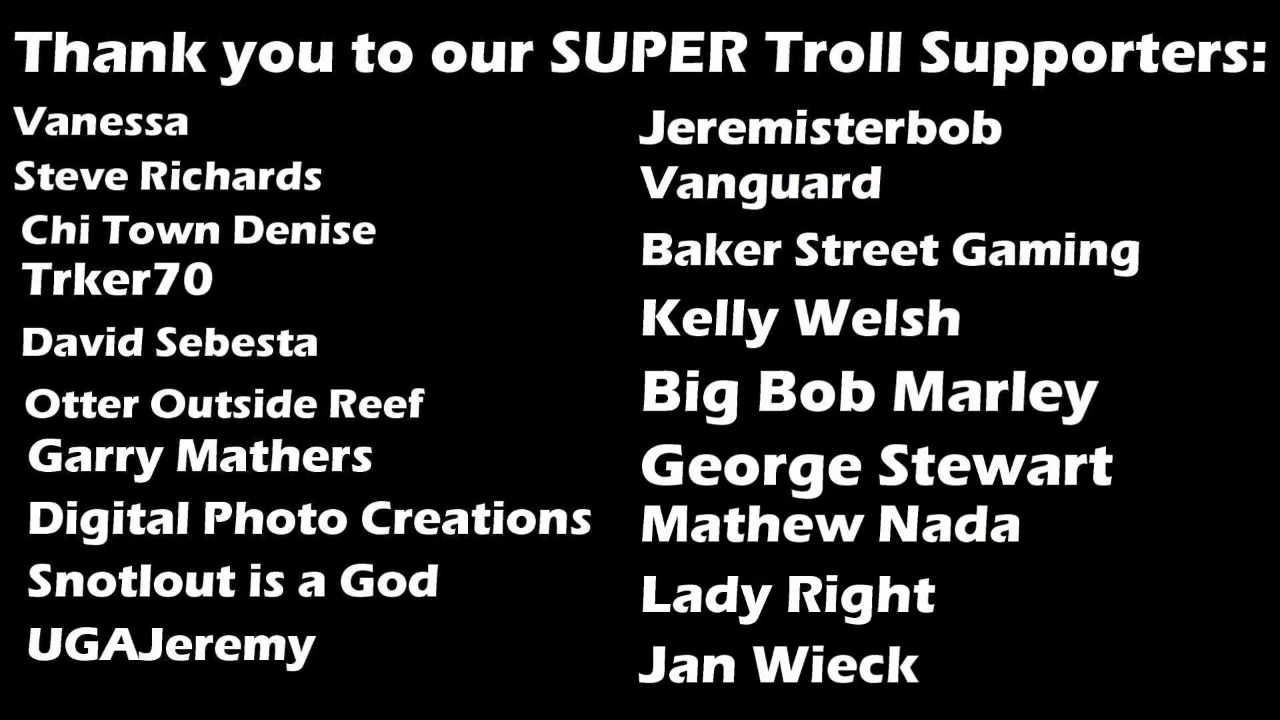 Thank you to our SUPER Troll Supporters:
Vanessa
Steve Richards
Chi Town Denise
Trker70
David Sebesta
Otter Outside Reef
Garry Mathers
Digital Photo Creations
Snotlout is a God
UGAJeremy
Jeremisterbob
Vanguard
Baker Street Gaming
Kelly Welsh
Big Bob Marley
George Stewart
Mathew Nada
Lady Right
Jan Wieck